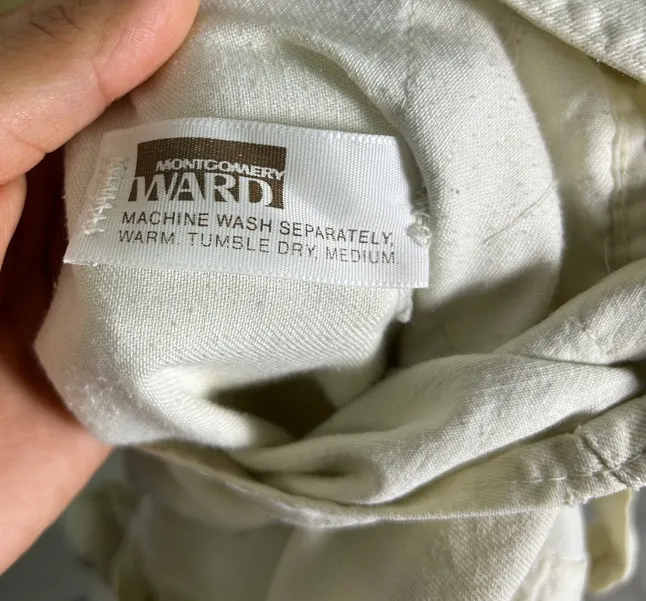 MONTGOMERY
WARD
MACHINE WASH SEPARATELY,
WARM. TUMBLE DRY, MEDIUM